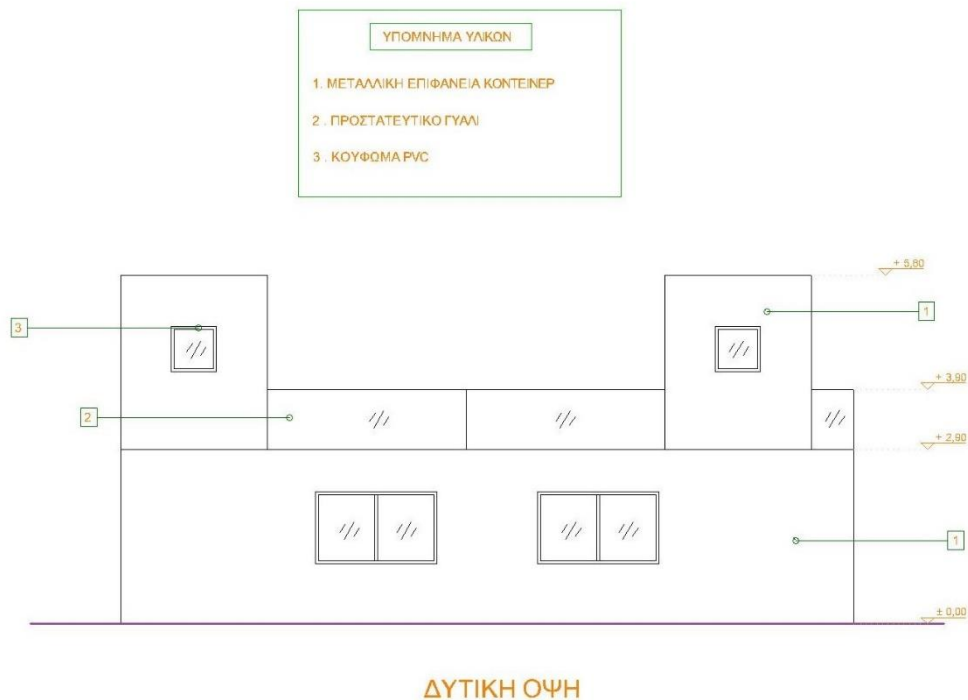 ΥΠΟΜΝΗΜΑ ΥΛΙΚΩΝ
1. ΜΕΤΑΛΛΙΚΗ ΕΠΙΦΑΝΕΙΑ ΚΟΝΤΕΙΝΕΡ
2 . ΠΡΟΣΤΑΤΕΥΤΙΚΟ ΓΥΑΛΙ
3 . ΚΟΥΦΩΜΑ PVC
+ 5,80
1
3
+ 3,90
2
+ 2,90
1
± 0,00
ΔΥΤΙΚΗ ΟΨΗ